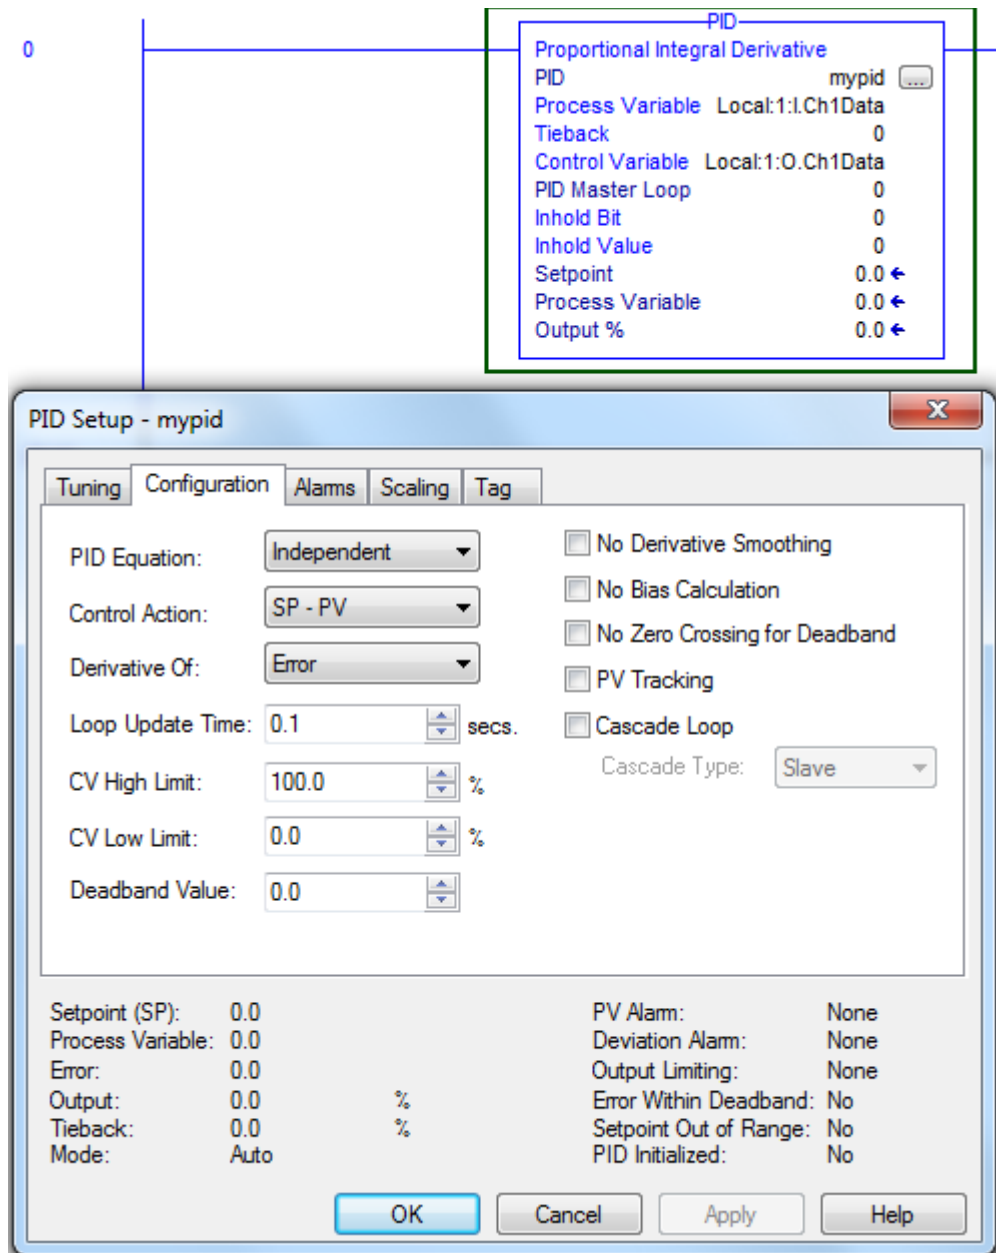 PID
0
Proportional Integral Derivative
PID mypid ...
Process Variable Local:1:I.Ch1Data
Tieback 0
Control Variable Local:1:O.Ch1Data
PID Master Loop 0
Inhold Bit 0
Inhold Value 0
Setpoint 0.0
Process Variable 0.0
Output % 0.0
PID Setup - mypid
Tuning Configuration Alarms Scaling Tag
PID Equation: Independent
Control Action: SP - PV
Derivative Of: Error
Loop Update Time: 0.1 secs.
CV High Limit: 100.0 %
CV Low Limit: 0.0 %
Deadband Value: 0.0
No Derivative Smoothing
No Bias Calculation
No Zero Crossing for Deadband
PV Tracking
Cascade Loop
Cascade Type: Slave
Setpoint (SP): 0.0
Process Variable: 0.0
Error: 0.0
Output: 0.0 %
Tieback: 0.0 %
Mode: Auto
PV Alarm: None
Deviation Alarm: None
Output Limiting: None
Error Within Deadband: No
Setpoint Out of Range: No
PID Initialized: No
OK Cancel Apply Help